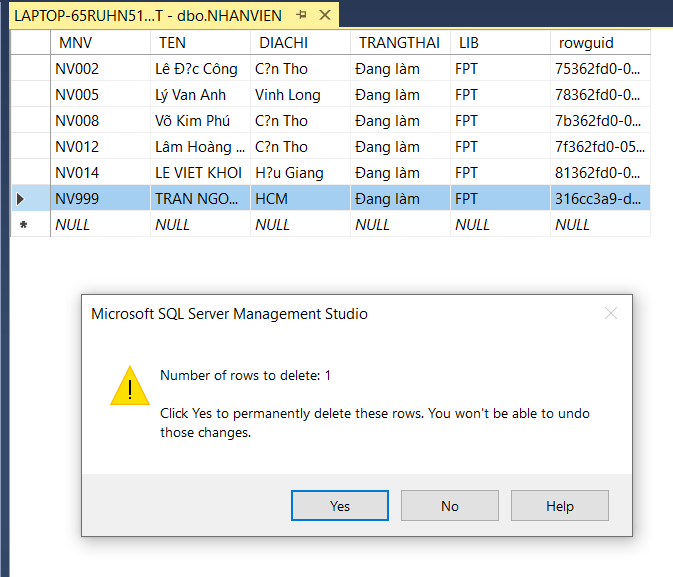 LAPTOP-65RUHN51...T - dbo.NHANVIEN
MNV TEN DIACHI TRANGTHAI LIB rowguid
NV002 Lê Ð?c Công C?n Tho Đang làm FPT 75362fd0-0...
NV005 Lý Van Anh Vinh Long Đang làm FPT 78362fd0-0...
NV008 Võ Kim Phú C?n Tho Đang làm FPT 7b362fd0-0...
NV012 Lâm Hoàng ... C?n Tho Đang làm FPT 7f362fd0-05...
NV014 LE VIET KHOI H?u Giang Đang làm FPT 81362fd0-0...
NV999 TRAN NGO... HCM Đang làm FPT 316cc3a9-d...
* NULL NULL NULL NULL NULL NULL
Microsoft SQL Server Management Studio
Number of rows to delete: 1
Click Yes to permanently delete these rows. You won't be able to undo
those changes.
Yes No Help